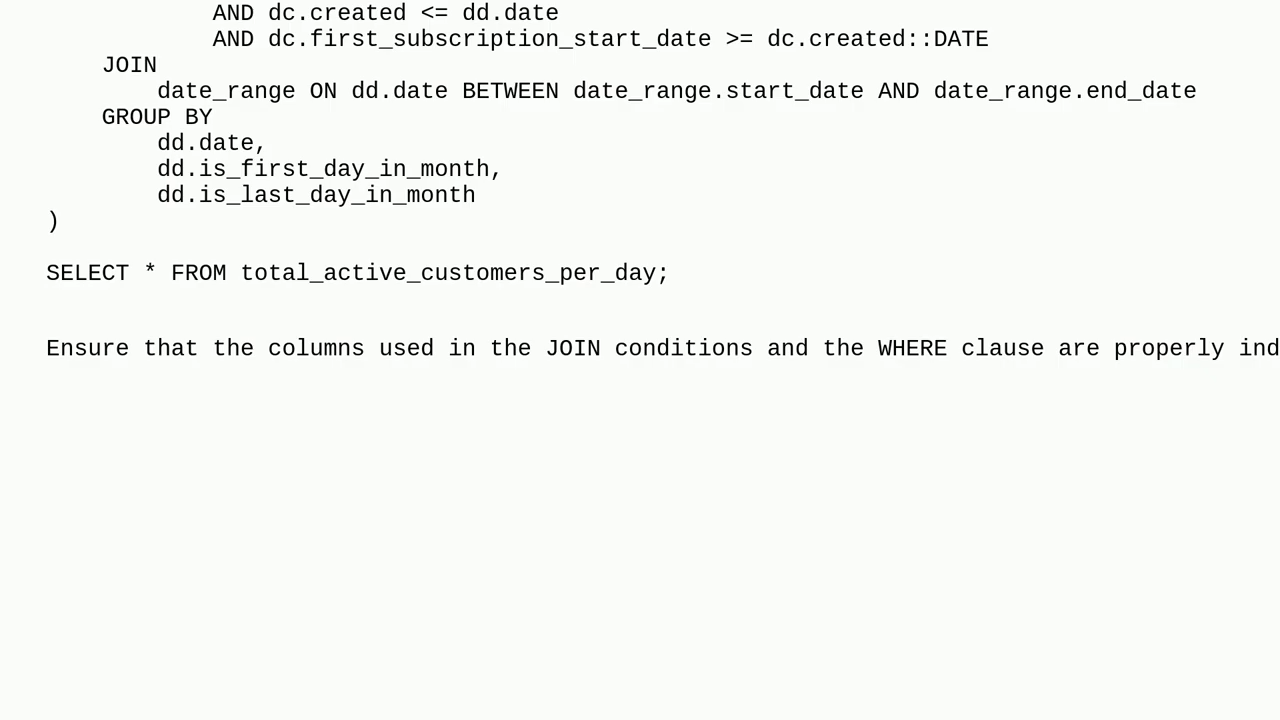 AND dc.created <= dd.date
AND dc.first_subscription_start_date >= dc.created::DATE
JOIN
date_range ON dd.date BETWEEN date_range.start_date AND date_range.end_date
GROUP BY
dd.date,
dd.is_first_day_in_month,
dd.is_last_day_in_month
)
SELECT * FROM total_active_customers_per_day;
Ensure that the columns used in the JOIN conditions and the WHERE clause are properly ind